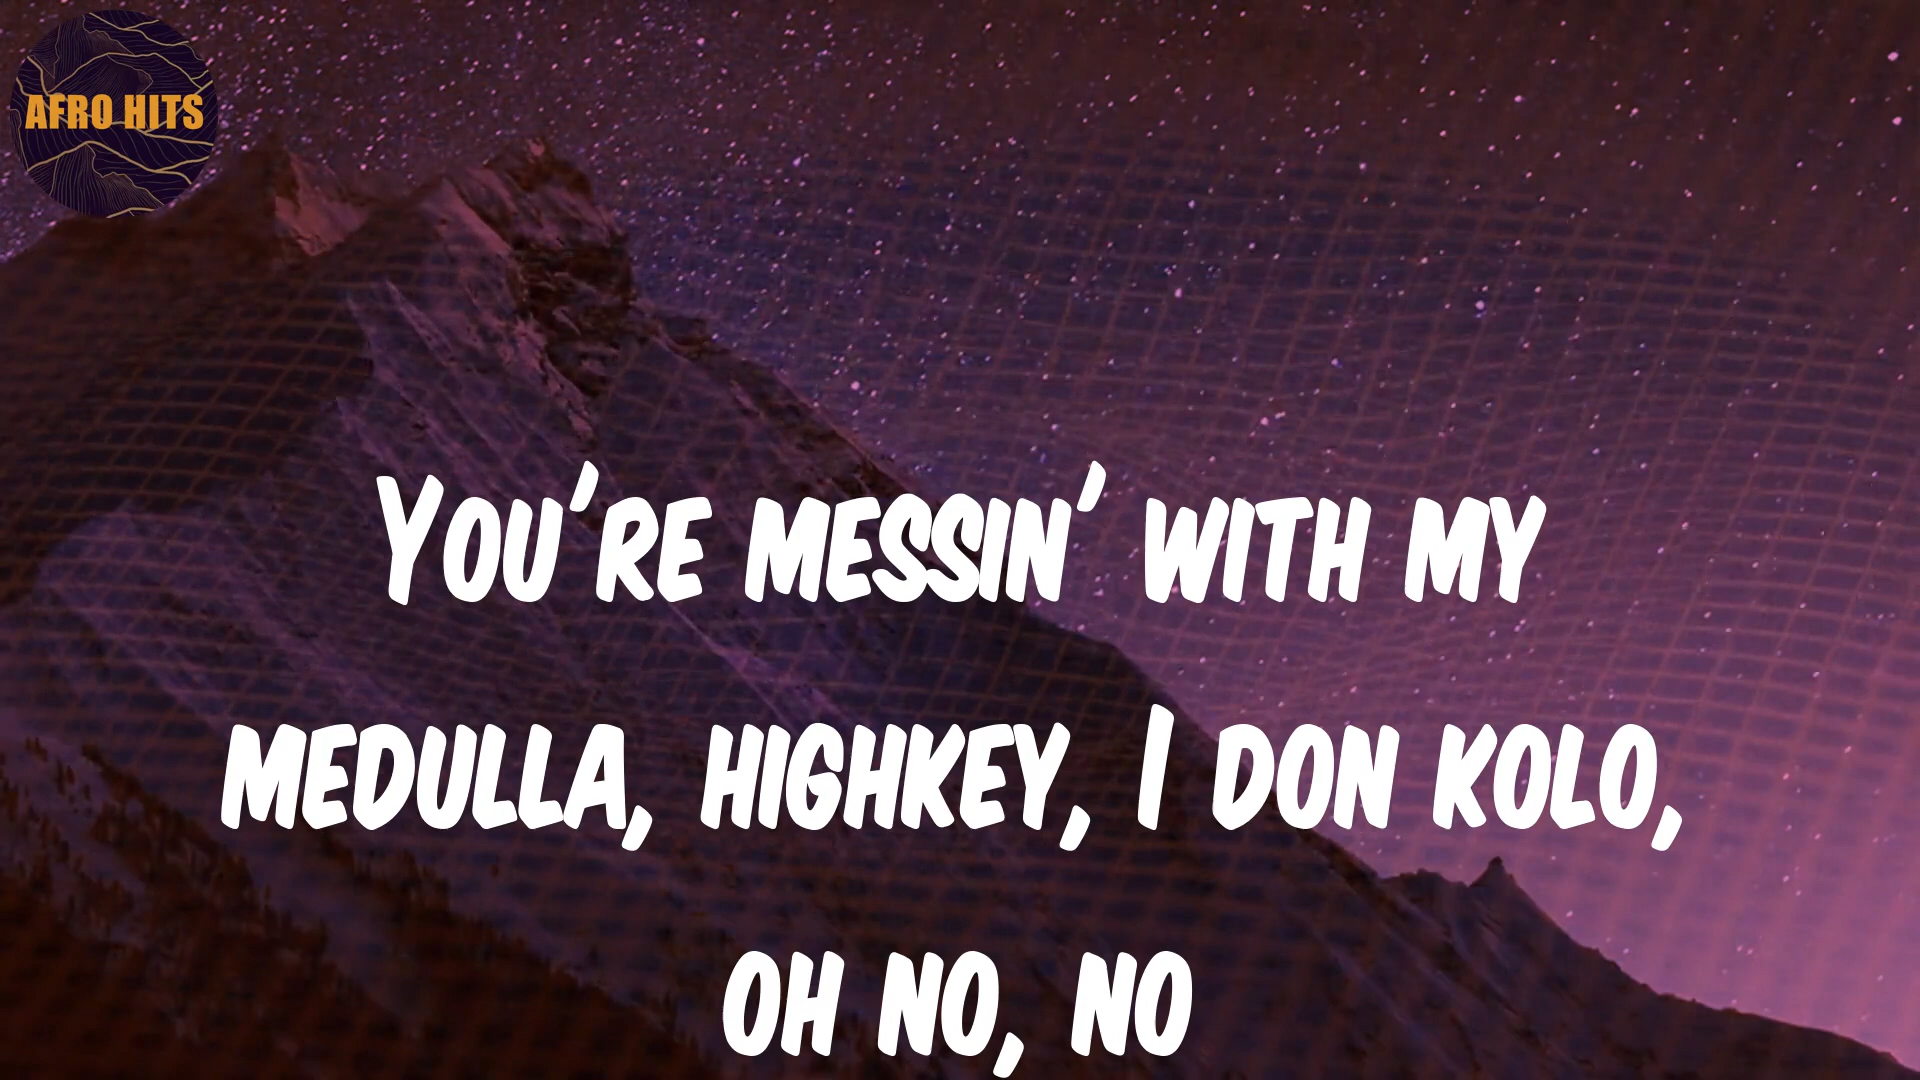 AFRO HITS
You're messin' with my
medulla, highkey, I don kolo,
oh no, no